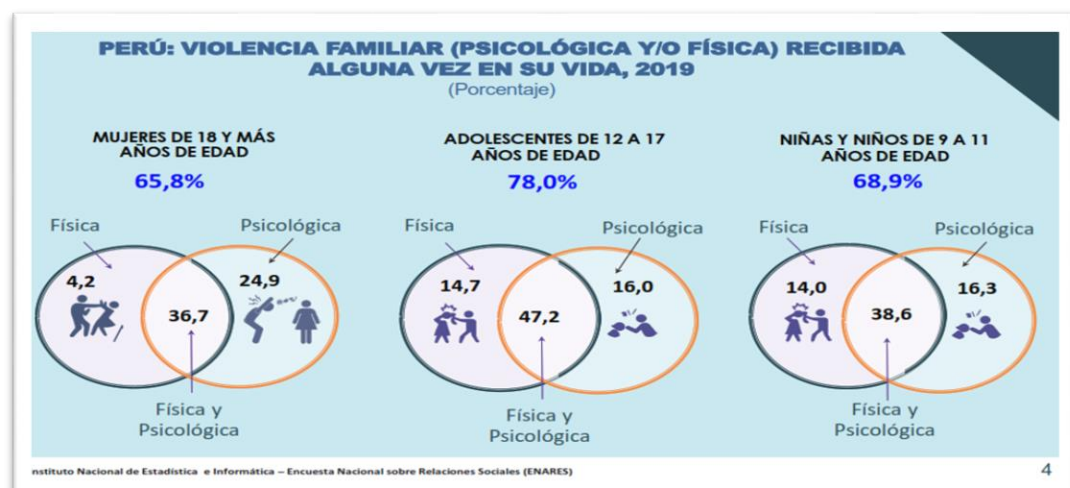 PERÚ: VIOLENCIA FAMILIAR (PSICOLÓGICA Y/O FÍSICA) RECIBIDA
ALGUNA VEZ EN SU VIDA, 2019
(Porcentaje)
MUJERES DE 18 Y MÁS
AÑOS DE EDAD
65,8%
Física
Psicológica
4,2
24,9
36,7
Física y
Psicológica
ADOLESCENTES DE 12 A 17
AÑOS DE EDAD
78,0%
Física
Psicológica
14,7
16,0
47,2
Física y
Psicológica
NIÑAS Y NIÑOS DE 9 A 11
AÑOS DE EDAD
68,9%
Física
Psicológica
14,0
16,3
38,6
Física y
Psicológica
nstituto Nacional de Estadística e Informática – Encuesta Nacional sobre Relaciones Sociales (ENARES)
4